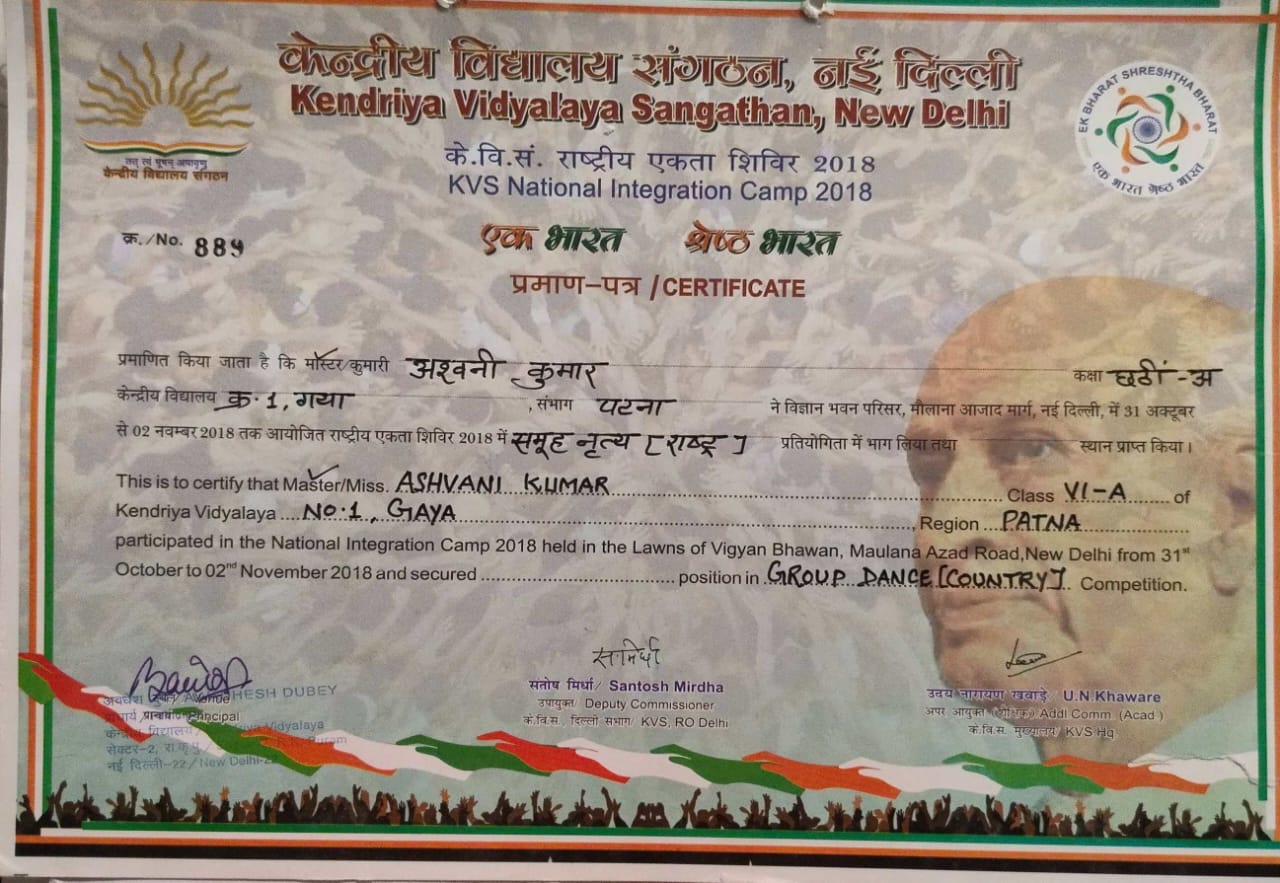 केन्द्रीय विद्यालय संगठन, नई दिल्ली
Kendriya Vidyalaya Sangathan, New Delhi
तत् त्वं पूषन् अपावृणु
केन्द्रीय विद्यालय संगठन
EK BHARAT SHRESHTHA BHARAT
एक भारत श्रेष्ठ भारत
के.वि.सं. राष्ट्रीय एकता शिविर 2018
KVS National Integration Camp 2018
क्र./No. 889
एक भारत श्रेष्ठ भारत
प्रमाण-पत्र / CERTIFICATE
प्रमाणित किया जाता है कि मास्टर/कुमारी अश्वनी कुमार कक्षा छठीं-अ
केन्द्रीय विद्यालय क्र.1, गया , संभाग पटना ने विज्ञान भवन परिसर, मौलाना आजाद मार्ग, नई दिल्ली, में 31 अक्टूबर
से 02 नवम्बर 2018 तक आयोजित राष्ट्रीय एकता शिविर 2018 में समूह नृत्य [राष्ट्र] प्रतियोगिता में भाग लिया तथा स्थान प्राप्त किया।
This is to certify that Master/Miss. ASHVANI KUMAR Class VI-A of
Kendriya Vidyalaya NO.1, GAYA , Region PATNA
participated in the National Integration Camp 2018 held in the Lawns of Vigyan Bhawan, Maulana Azad Road,New Delhi from 31st
October to 02nd November 2018 and secured position in GROUP DANCE [COUNTRY]. Competition.
HESH DUBEY
प्राचार्य / Principal
Vidyalaya
सेक्टर-2, रा.कृ.पु.
नई दिल्ली-22 / New Delhi-22
संतोष मिर्धा/ Santosh Mirdha
उपायुक्त/ Deputy Commissioner
के.वि.स., दिल्ली संभाग/ KVS, RO Delhi
उदय नारायण खवाड़े/ U.N.Khaware
अपर आयुक्त Addl Comm. (Acad.)
के.वि.स. मुख्यालय/ KVS Hq.